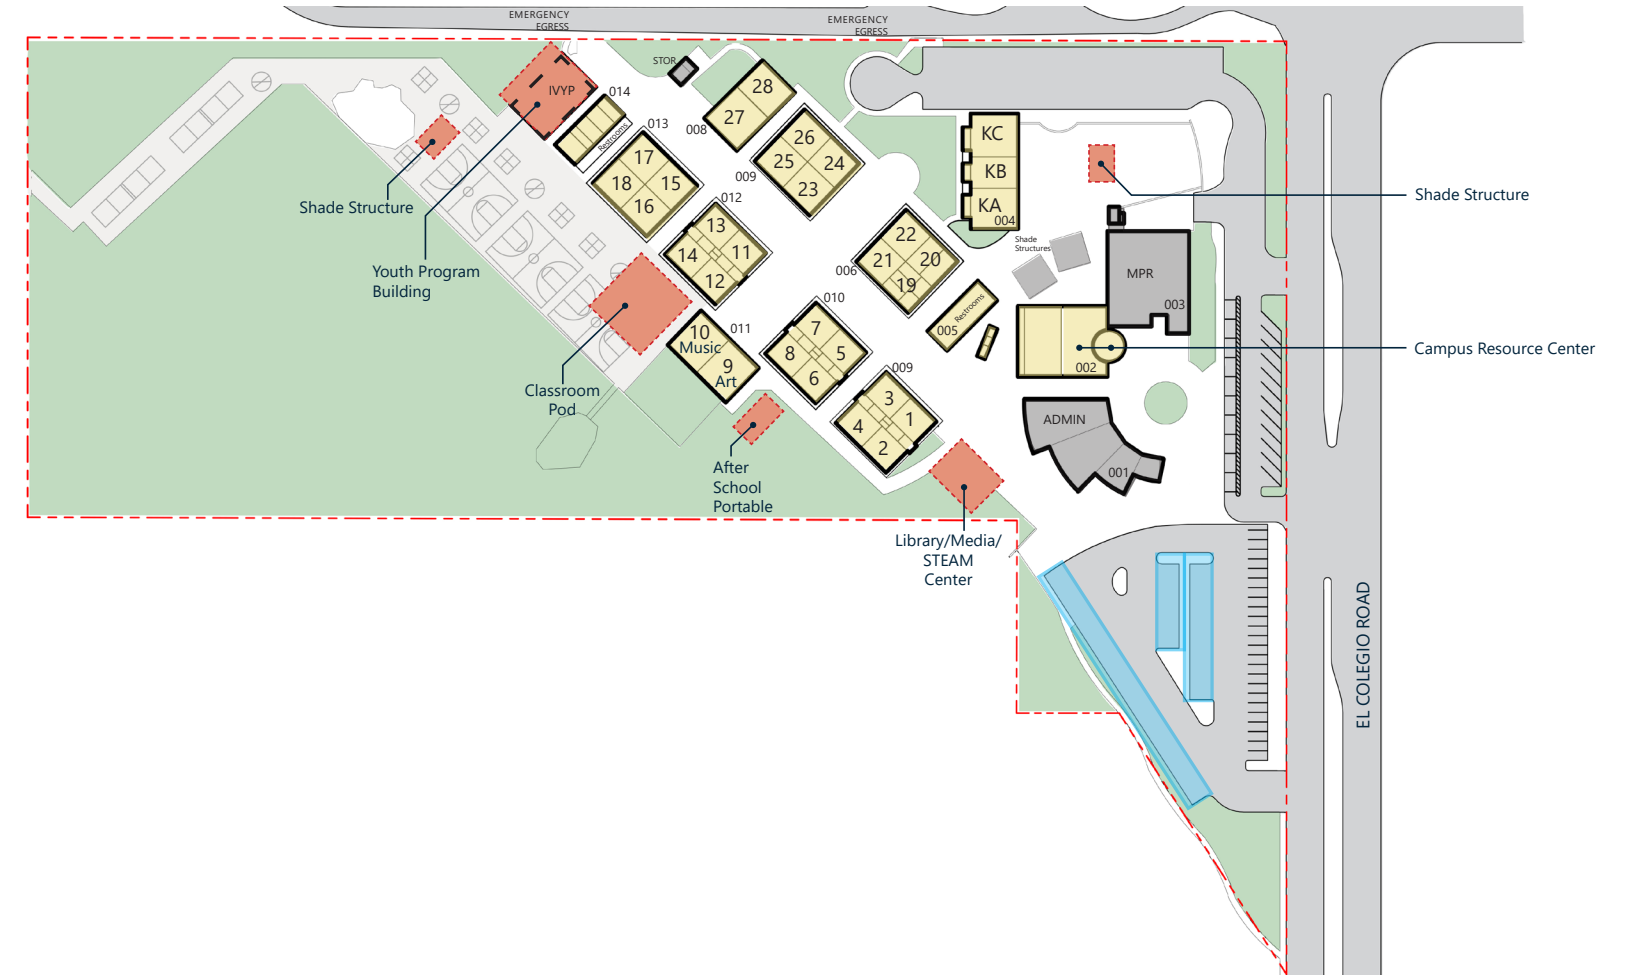 EMERGENCY
EGRESS
EMERGENCY
EGRESS
STOR
IVYP
014
Restrooms
013
17
18
15
16
008
28
27
26
25
24
23
009
012
13
14
11
12
KC
KB
KA
004
Shade
Structures
22
21
20
19
006
Restrooms
005
MPR
003
002
Shade Structure
Campus Resource Center
Shade Structure
Youth Program
Building
Classroom
Pod
010
7
8
5
6
011
10
Music
9
Art
009
3
4
1
2
ADMIN
001
After
School
Portable
Library/Media/
STEAM
Center
EL COLEGIO ROAD